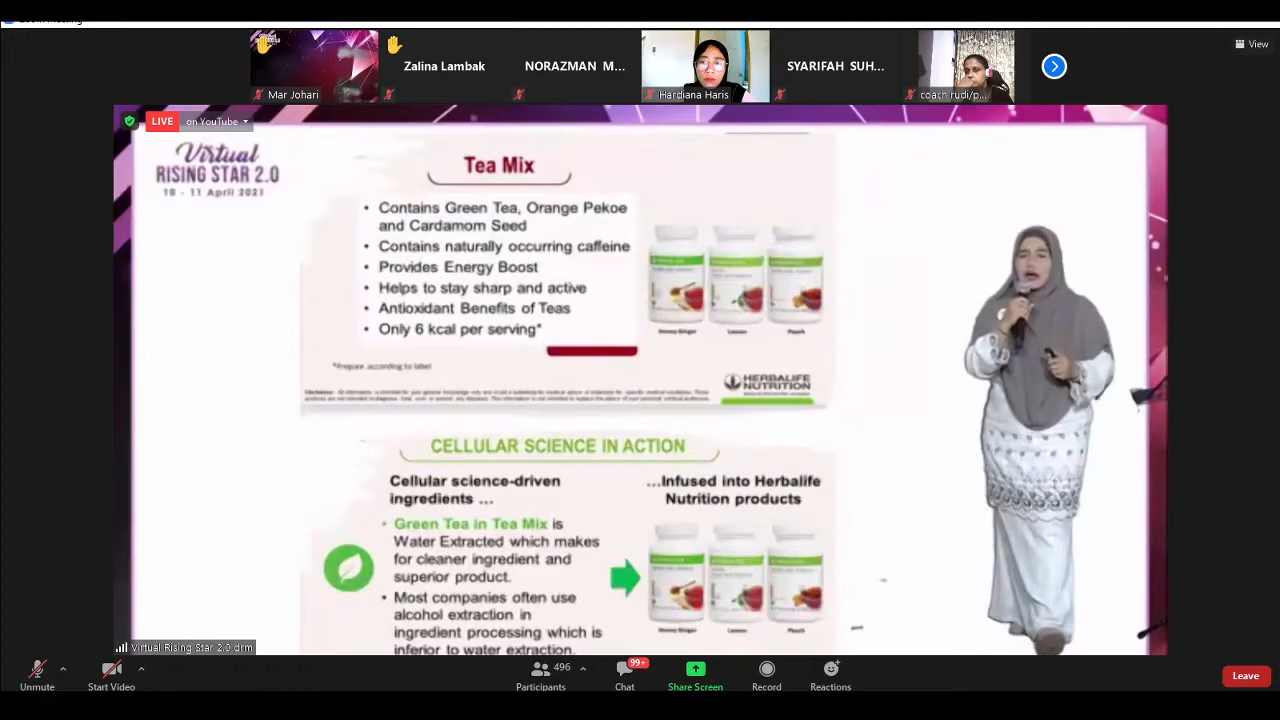 Zoom Meeting
View
Mar Johari
Zalina Lambak
NORAZMAN M...
Hardiana Haris
SYARIFAH SUH...
coach rudi/p...
LIVE on YouTube
Virtual
RISING STAR 2.0
10 - 11 April 2021
Tea Mix
• Contains Green Tea, Orange Pekoe
and Cardamom Seed
• Contains naturally occurring caffeine
• Provides Energy Boost
• Helps to stay sharp and active
• Antioxidant Benefits of Teas
• Only 6 kcal per serving*
Lemon
Peach
*Prepare according to label
HERBALIFE
NUTRITION
CELLULAR SCIENCE IN ACTION
Cellular science-driven
ingredients ...
...Infused into Herbalife
Nutrition products
• Green Tea in Tea Mix is
Water Extracted which makes
for cleaner ingredient and
superior product.
• Most companies often use
alcohol extraction in
ingredient processing which is
inferior to water extraction.
Lemon
Peach
Virtual Rising Star 2.0 drm
Unmute
Start Video
496
Participants
99+
Chat
Share Screen
Record
Reactions
Leave